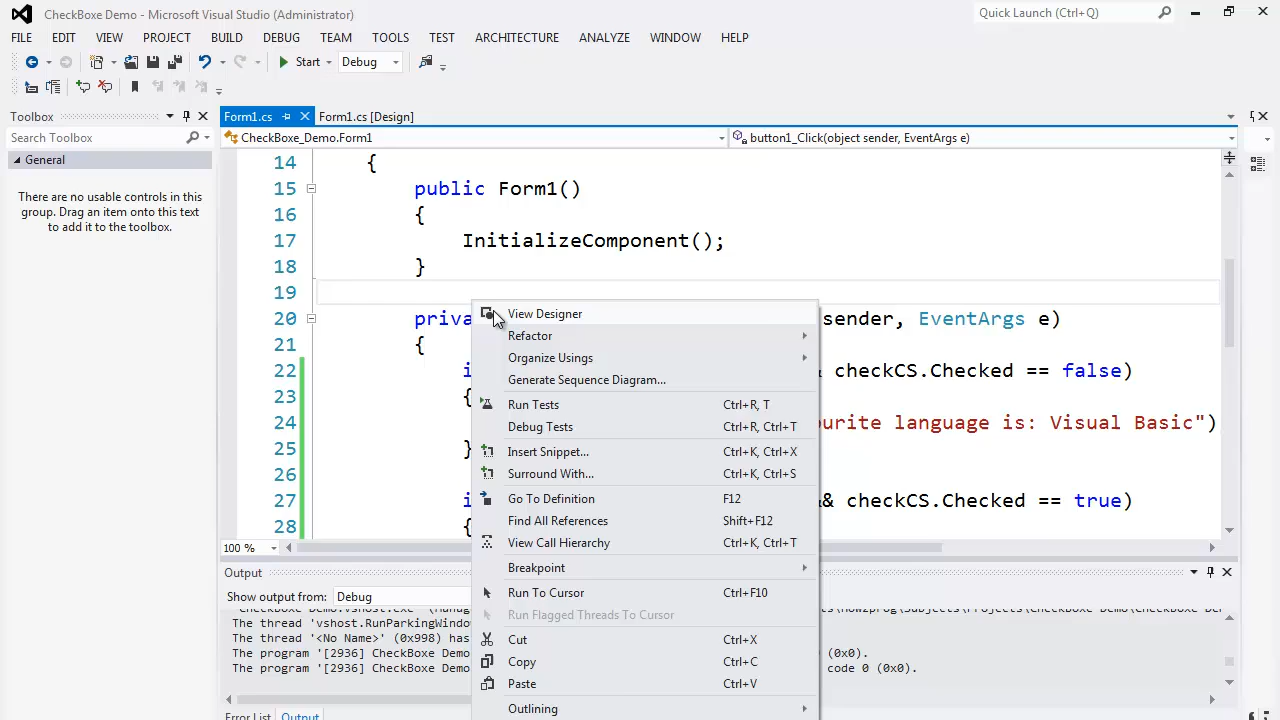 CheckBoxe Demo - Microsoft Visual Studio (Administrator)
Quick Launch (Ctrl+Q)
FILE EDIT VIEW PROJECT BUILD DEBUG TEAM TOOLS TEST ARCHITECTURE ANALYZE WINDOW HELP
Start Debug
Toolbox
Form1.cs
Form1.cs [Design]
Search Toolbox
CheckBoxe_Demo.Form1
button1_Click(object sender, EventArgs e)
General
There are no usable controls in this
group. Drag an item onto this text
to add it to the toolbox.
14 {
15 public Form1()
16 {
17 InitializeComponent();
18 }
19
20 priva sender, EventArgs e)
21 {
22 i & checkCS.Checked == false)
23 {
24 ourite language is: Visual Basic")
25 }
26
27 i && checkCS.Checked == true)
28 {
View Designer
Refactor
Organize Usings
Generate Sequence Diagram...
Run Tests Ctrl+R, T
Debug Tests Ctrl+R, Ctrl+T
Insert Snippet... Ctrl+K, Ctrl+X
Surround With... Ctrl+K, Ctrl+S
Go To Definition F12
Find All References Shift+F12
View Call Hierarchy Ctrl+K, Ctrl+T
Breakpoint
Run To Cursor Ctrl+F10
Run Flagged Threads To Cursor
Cut Ctrl+X
Copy Ctrl+C
Paste Ctrl+V
Outlining
100 %
Output
Show output from: Debug
The thread 'vshost.RunParkingWindow
The thread '<No Name>' (0x998) has
The program '[2936] CheckBoxe Demo (0x0).
The program '[2936] CheckBoxe Demo code 0 (0x0).
Error List Output